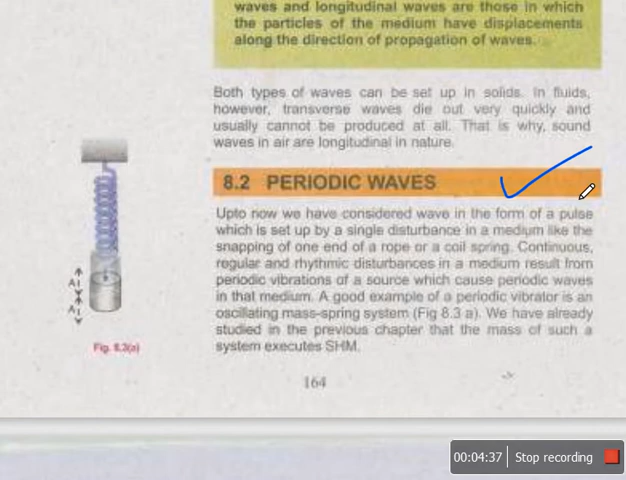 waves and longitudinal waves are those in which
the particles of the medium have displacements
along the direction of propagation of waves.
Both types of waves can be set up in solids. In fluids,
however, transverse waves die out very quickly and
usually cannot be produced at all. That is why, sound
waves in air are longitudinal in nature.
8.2 PERIODIC WAVES
Upto now we have considered wave in the form of a pulse
which is set up by a single disturbance in a medium like the
snapping of one end of a rope or a coil spring. Continuous,
regular and rhythmic disturbances in a medium result from
periodic vibrations of a source which cause periodic waves
in that medium. A good example of a periodic vibrator is an
oscillating mass-spring system (Fig 8.3 a). We have already
studied in the previous chapter that the mass of such a
system executes SHM.
A
A
Fig. 8.3(a)
164
00:04:37 Stop recording